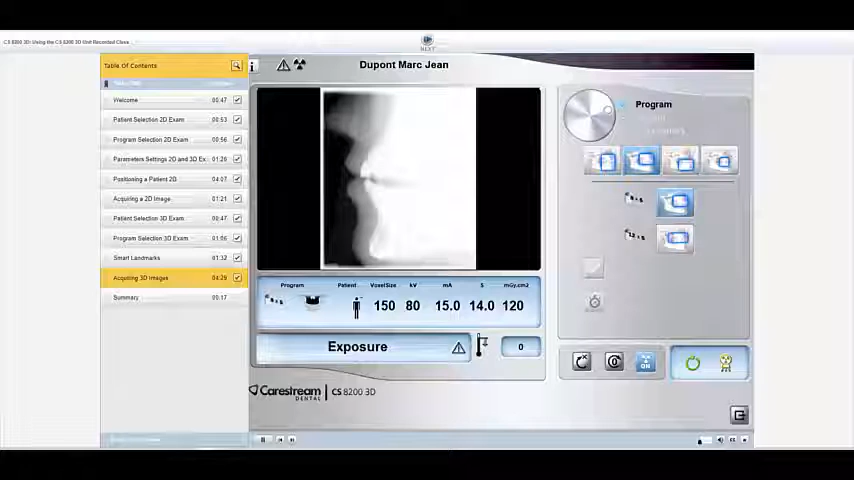 CS 8200 3D: Using the CS 8200 3D Unit Recorded Class
NEXT
Table Of Contents
Welcome 00:47
Patient Selection 2D Exam 00:53
Program Selection 2D Exam 00:56
Parameters Settings 2D and 3D Ex... 01:26
Positioning a Patient 2D 04:07
Acquiring a 2D Image 01:21
Patient Selection 3D Exam 00:47
Program Selection 3D Exam 01:06
Smart Landmarks 01:32
Acquiring 3D Images 04:29
Summary 00:17
Dupont Marc Jean
Program Patient VoxelSize kV mA S mGy.cm2
150 80 15.0 14.0 120
Exposure 0
Carestream DENTAL CS 8200 3D
Program
ON